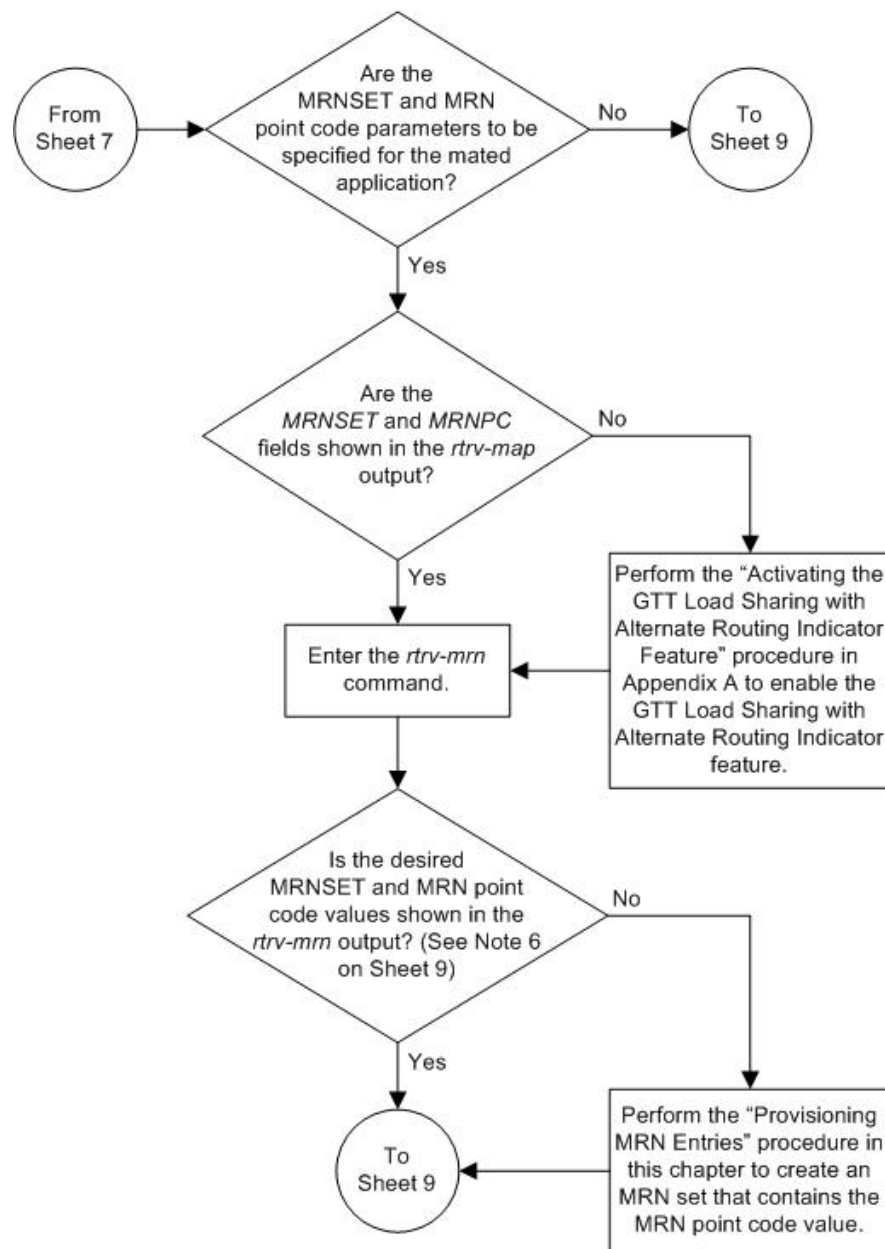 From
Sheet 7
Are the
MRNSET and MRN
point code parameters to be
specified for the mated
application?
No
To
Sheet 9
Yes
Are the
MRNSET and MRNPC
fields shown in the rtrv-map
output?
No
Yes
Perform the “Activating the
GTT Load Sharing with
Alternate Routing Indicator
Feature" procedure in
Appendix A to enable the
GTT Load Sharing with
Alternate Routing Indicator
feature.
Enter the rtrv-mrn
command.
Is the desired
MRNSET and MRN point
code values shown in the
rtrv-mrn output? (See Note 6
on Sheet 9)
No
Yes
To
Sheet 9
Perform the “Provisioning
MRN Entries” procedure in
this chapter to create an
MRN set that contains the
MRN point code value.